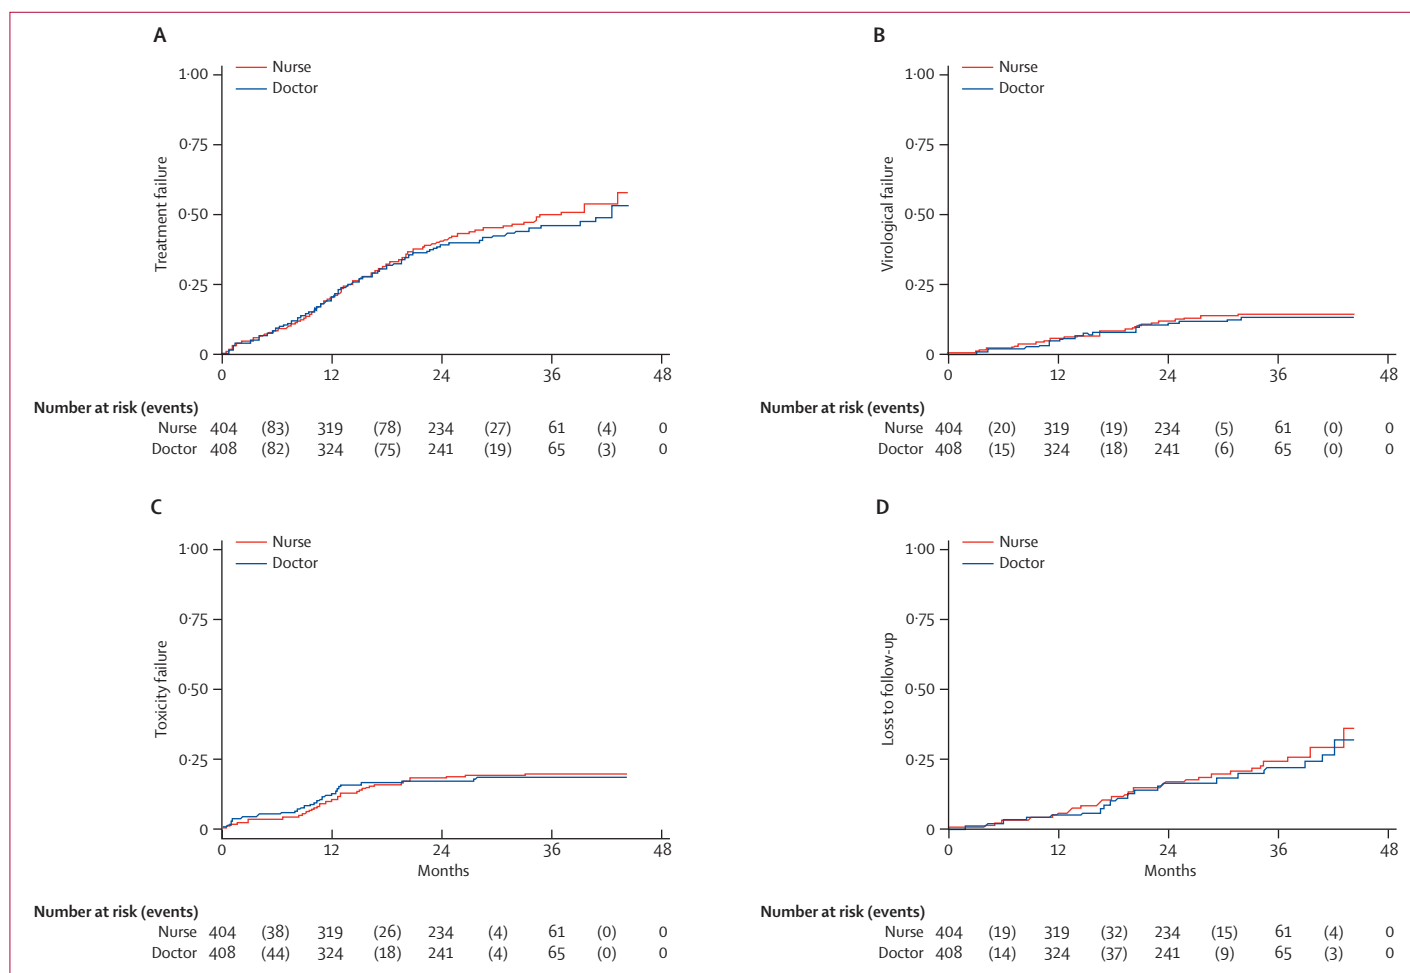 A
Nurse
Doctor
1·00
0·75
0·50
0·25
0
Treatment failure
0 12 24 36 48
Number at risk (events)
Nurse 404 (83) 319 (78) 234 (27) 61 (4) 0
Doctor 408 (82) 324 (75) 241 (19) 65 (3) 0
B
Nurse
Doctor
1·00
0·75
0·50
0·25
0
Virological failure
0 12 24 36 48
Number at risk (events)
Nurse 404 (20) 319 (19) 234 (5) 61 (0) 0
Doctor 408 (15) 324 (18) 241 (6) 65 (0) 0
C
Nurse
Doctor
1·00
0·75
0·50
0·25
0
Toxicity failure
0 12 24 36 48
Months
Number at risk (events)
Nurse 404 (38) 319 (26) 234 (4) 61 (0) 0
Doctor 408 (44) 324 (18) 241 (4) 65 (0) 0
D
Nurse
Doctor
1·00
0·75
0·50
0·25
0
Loss to follow-up
0 12 24 36 48
Months
Number at risk (events)
Nurse 404 (19) 319 (32) 234 (15) 61 (4) 0
Doctor 408 (14) 324 (37) 241 (9) 65 (3) 0